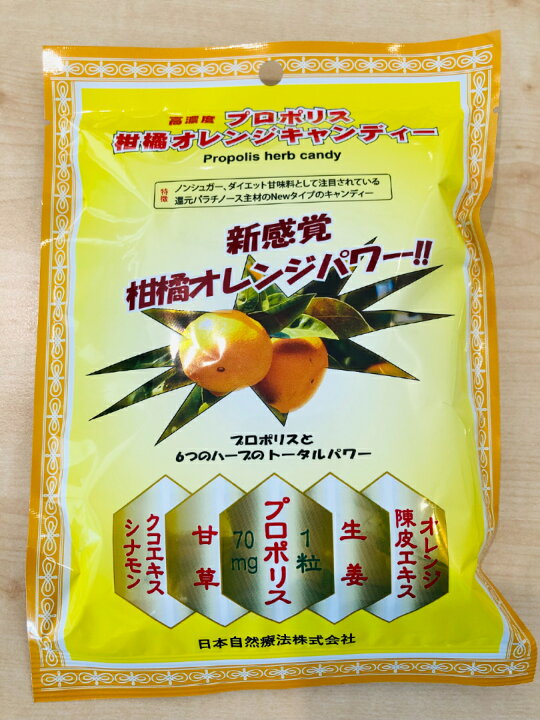 高濃度 プロポリス
柑橘オレンジキャンディー
Propolis herb candy
特徴
ノンシュガー、ダイエット甘味料として注目されている
還元パラチノース主材のNewタイプのキャンディー
新感覚
柑橘オレンジパワー!!
プロポリスと
6つのハーブのトータルパワー
オレンジ
陳皮エキス
生姜
1粒
プロポリス
70mg
甘草
クコエキス
シナモン
日本自然療法株式会社